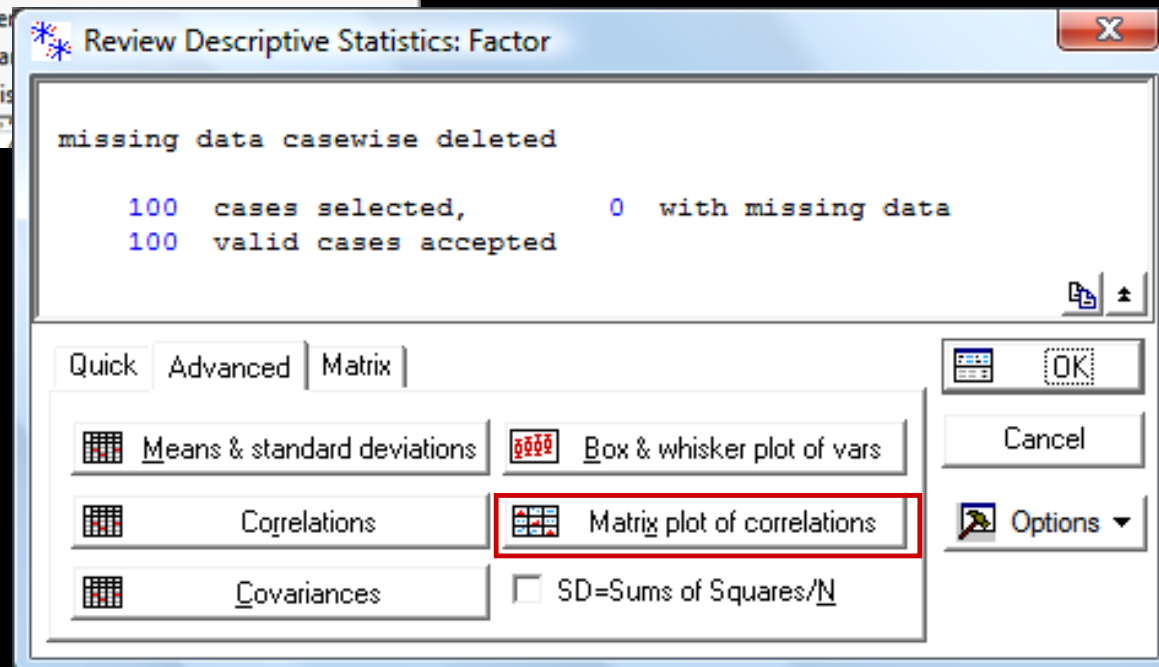 Review Descriptive Statistics: Factor
missing data casewise deleted
100 cases selected, 0 with missing data
100 valid cases accepted
Quick Advanced Matrix
OK
Means & standard deviations Box & whisker plot of vars
Cancel
Correlations Matrix plot of correlations
Options
Covariances SD=Sums of Squares/N